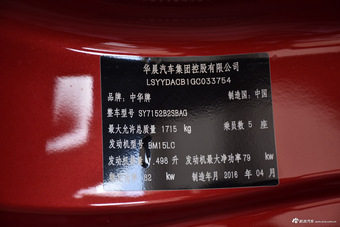 华晨汽车集团控股有限公司
LSYYDACB1GC033754
品牌：中华牌 制造国：中国
整车型号 SY7152B2SBAG
最大允许总质量 1715 kg 乘员数 5 座
发动机型号 BM15LC
发动机排量 1.498 升 发动机最大净功率 79 kw
82 kw 制造年月 2016 年 04 月